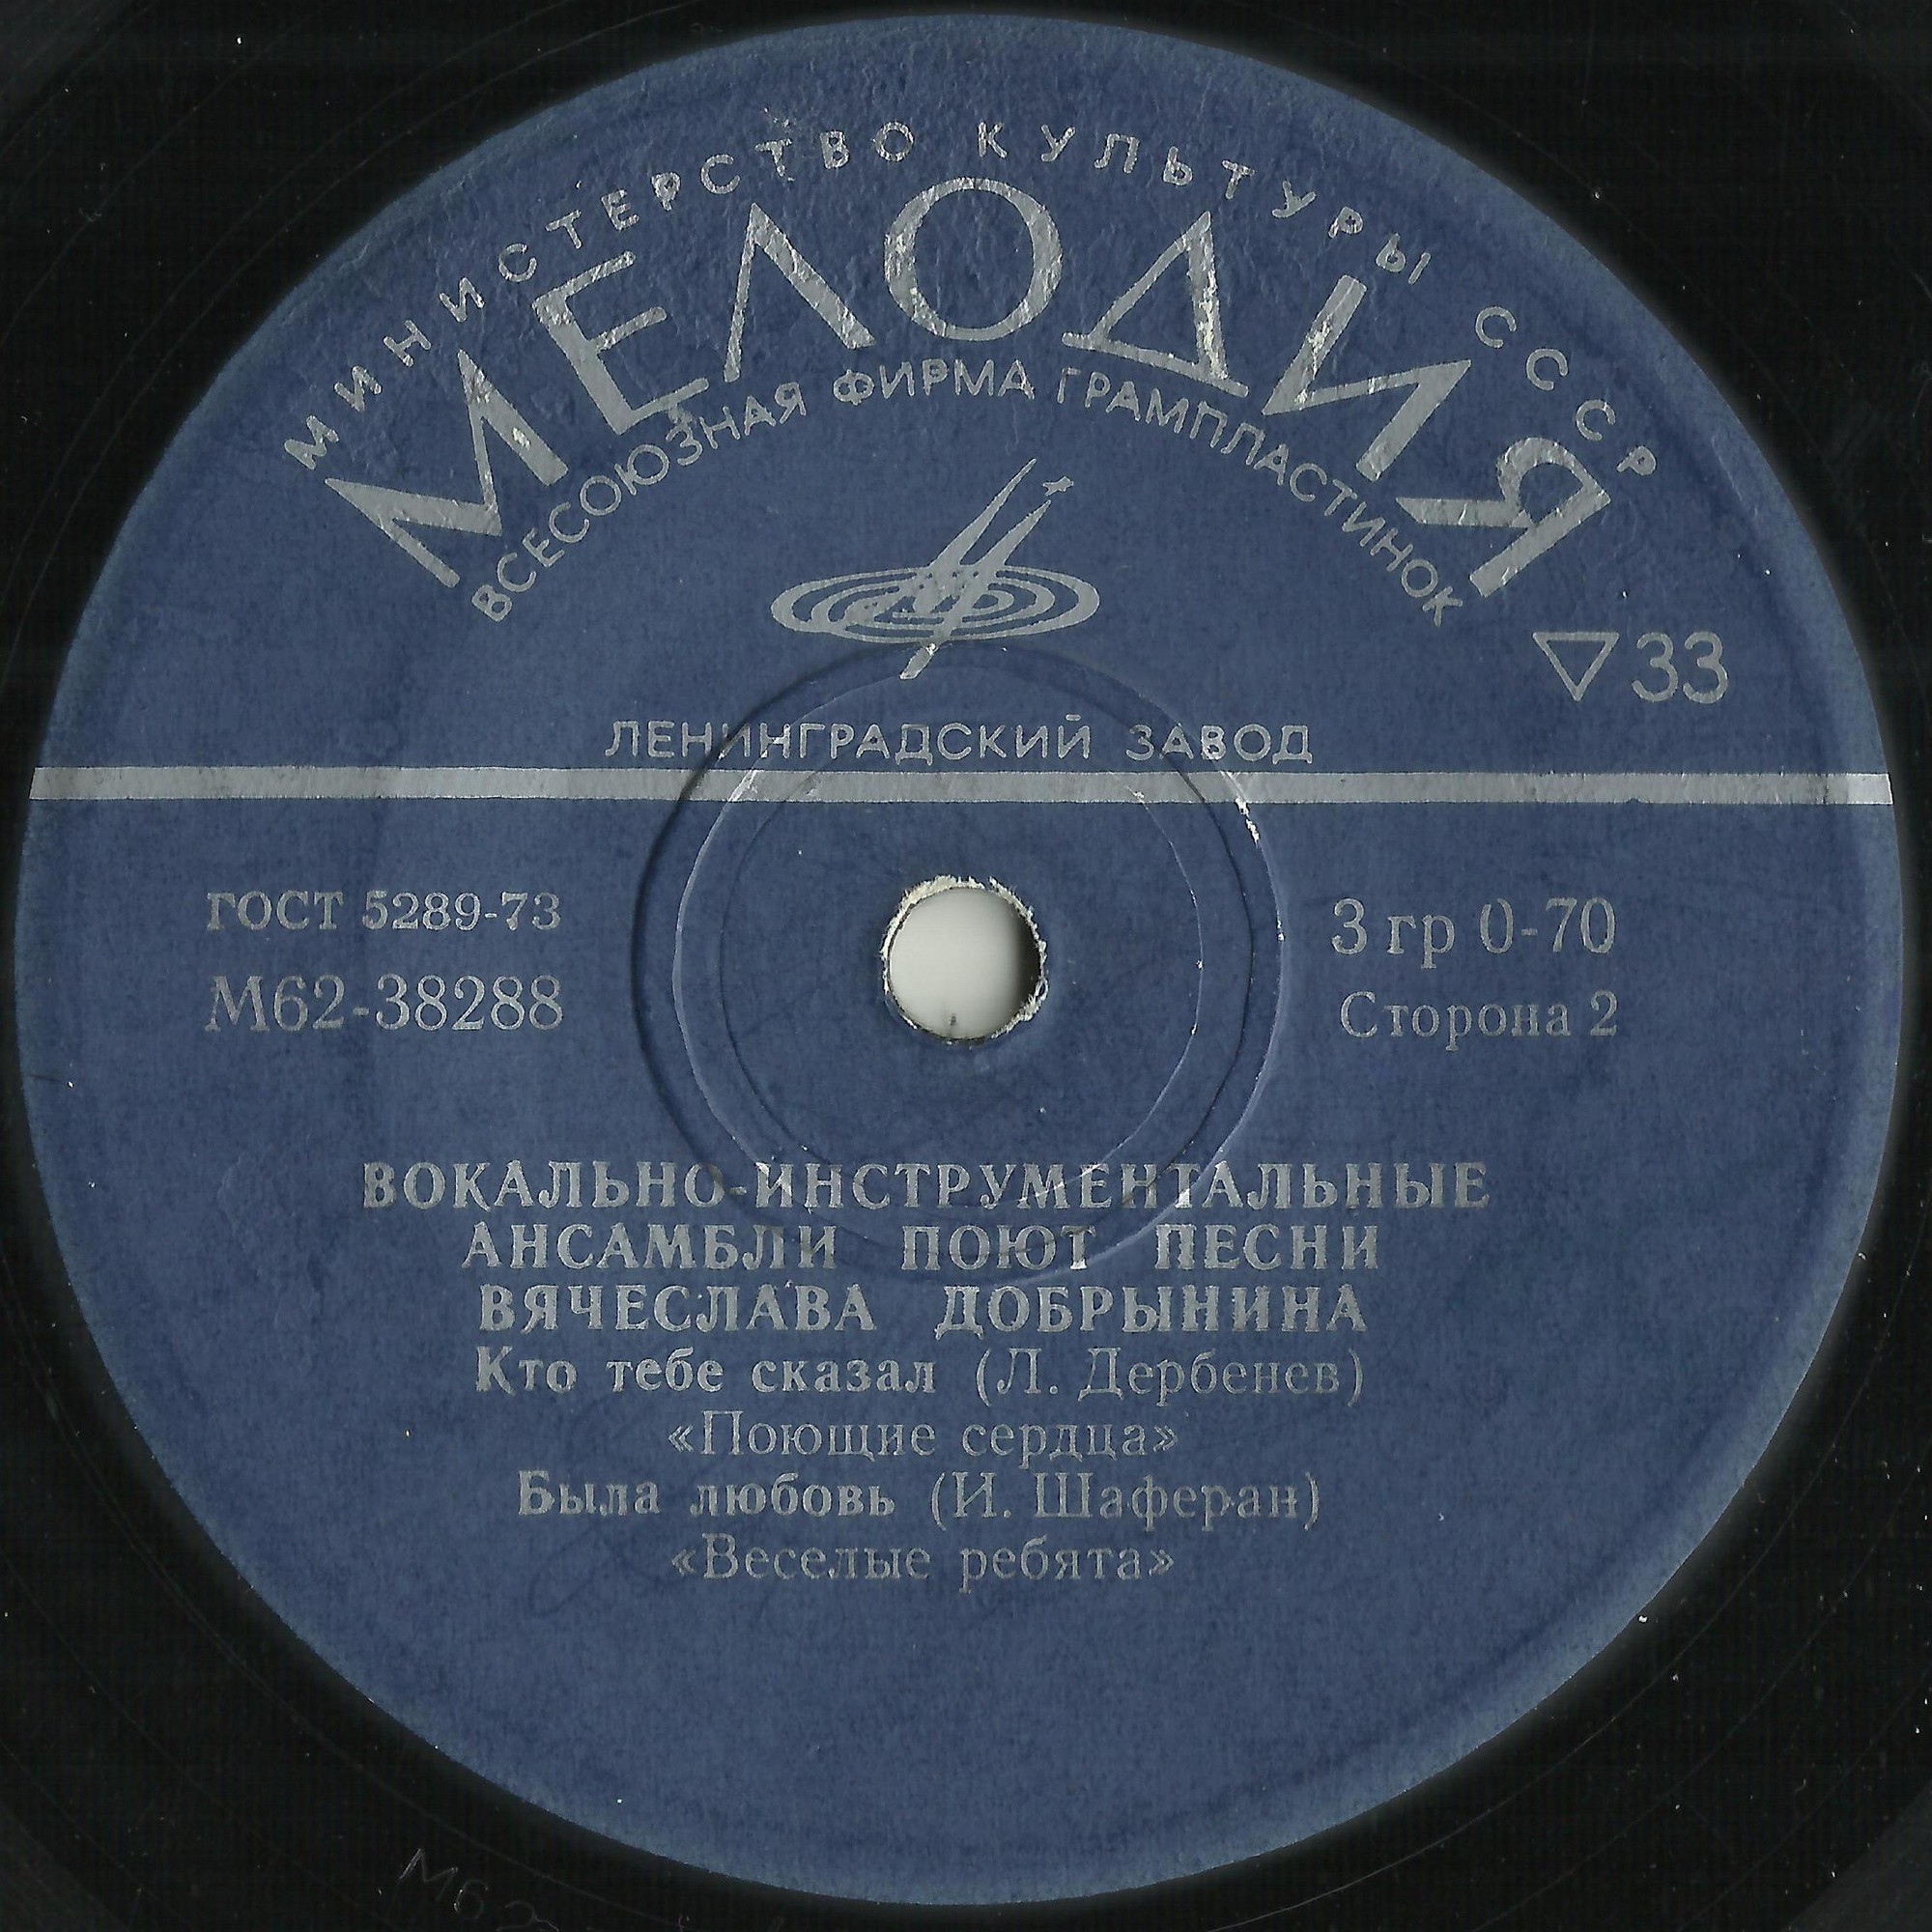 МИНИСТЕРСТВО КУЛЬТУРЫ СССР
МЕЛОДИЯ
ВСЕСОЮЗНАЯ ФИРМА ГРАМПЛАСТИНОК
▽33
ЛЕНИНГРАДСКИЙ ЗАВОД
ГОСТ 5289-73
М62-38288
3 гр 0-70
Сторона 2
ВОКАЛЬНО-ИНСТРУМЕНТАЛЬНЫЕ
АНСАМБЛИ ПОЮТ ПЕСНИ
ВЯЧЕСЛАВА ДОБРЫНИНА
Кто тебе сказал (Л. Дербенев)
«Поющие сердца»
Была любовь (И. Шаферан)
«Веселые ребята»